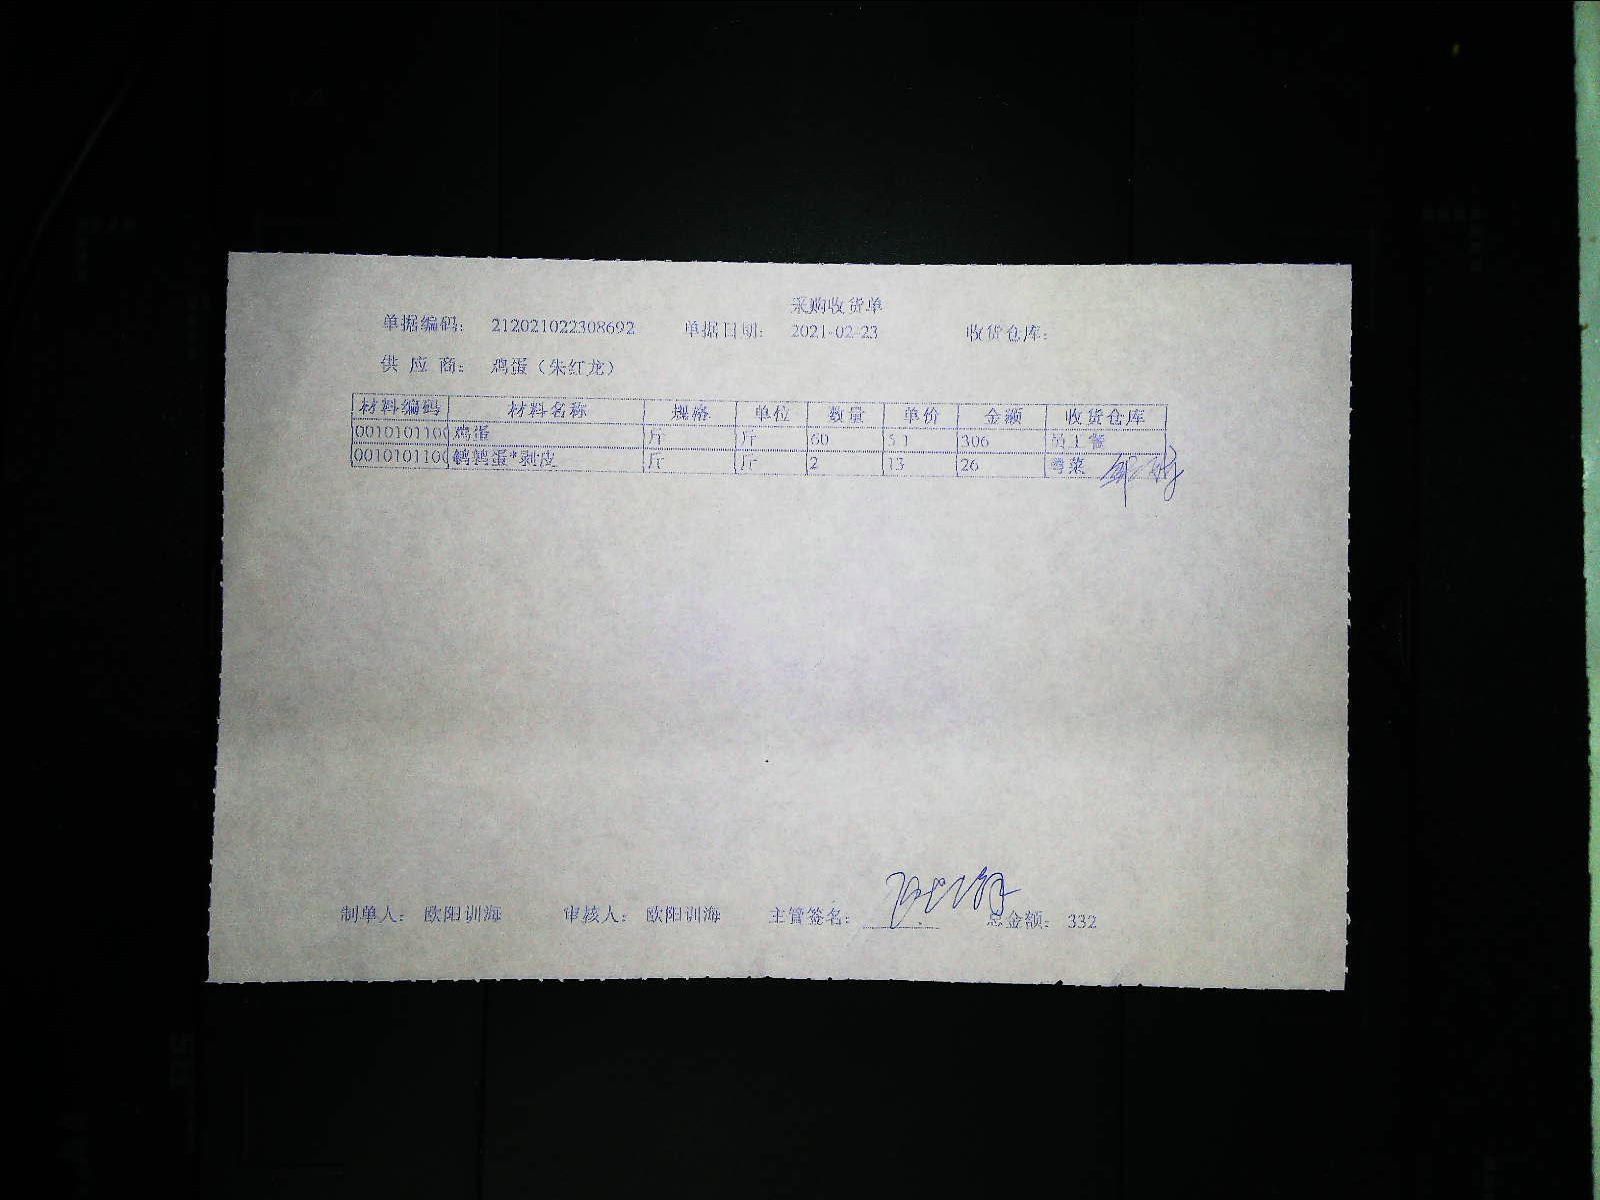 采购收货单
单据编码: 212021022308692 单据日期: 2021-02-23 收货仓库:
供 应 商: 鸡蛋（朱红龙）
材料编码 材料名称 规格 单位 数量 单价 金额 收货仓库
0010101100 鸡蛋 斤 斤 60 5.1 306 员工餐
0010101100 鹌鹑蛋*剥皮 斤 斤 2 13 26
制单人: 欧阳训海 审核人: 欧阳训海 主管签名: 总金额: 332